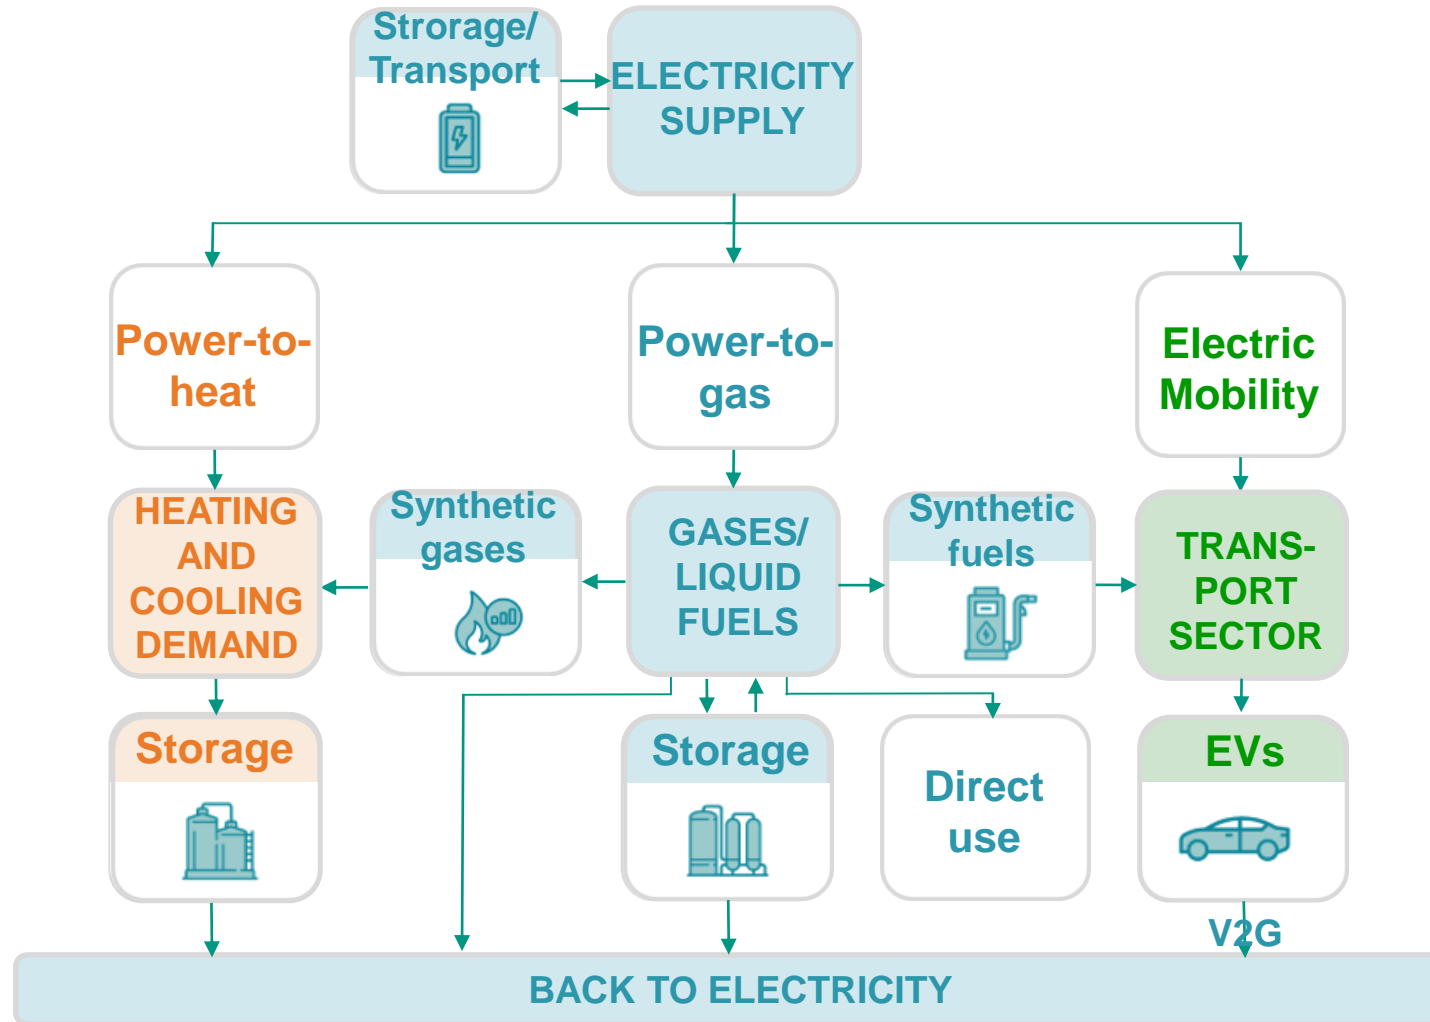 Strorage/
Transport
ELECTRICITY
SUPPLY
Power-to-
heat
Power-to-
gas
Electric
Mobility
HEATING
AND
COOLING
DEMAND
Synthetic
gases
GASES/
LIQUID
FUELS
Synthetic
fuels
TRANS-
PORT
SECTOR
Storage
Storage
Direct
use
EVs
V2G
BACK TO ELECTRICITY